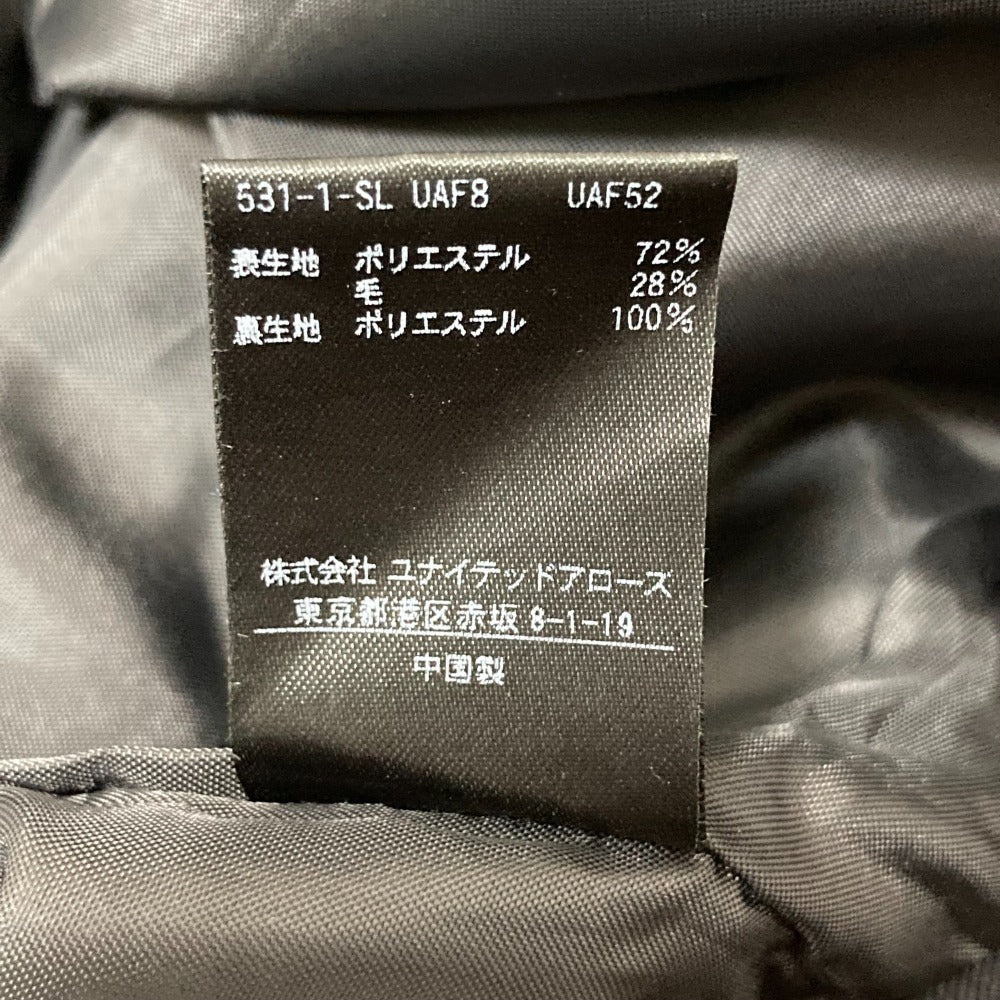 531-1-SL UAF8 UAF52
表生地 ポリエステル 72%
毛 28%
裏生地 ポリエステル 100%
株式会社 ユナイテッドアローズ
東京都港区赤坂 8-1-19
中国製